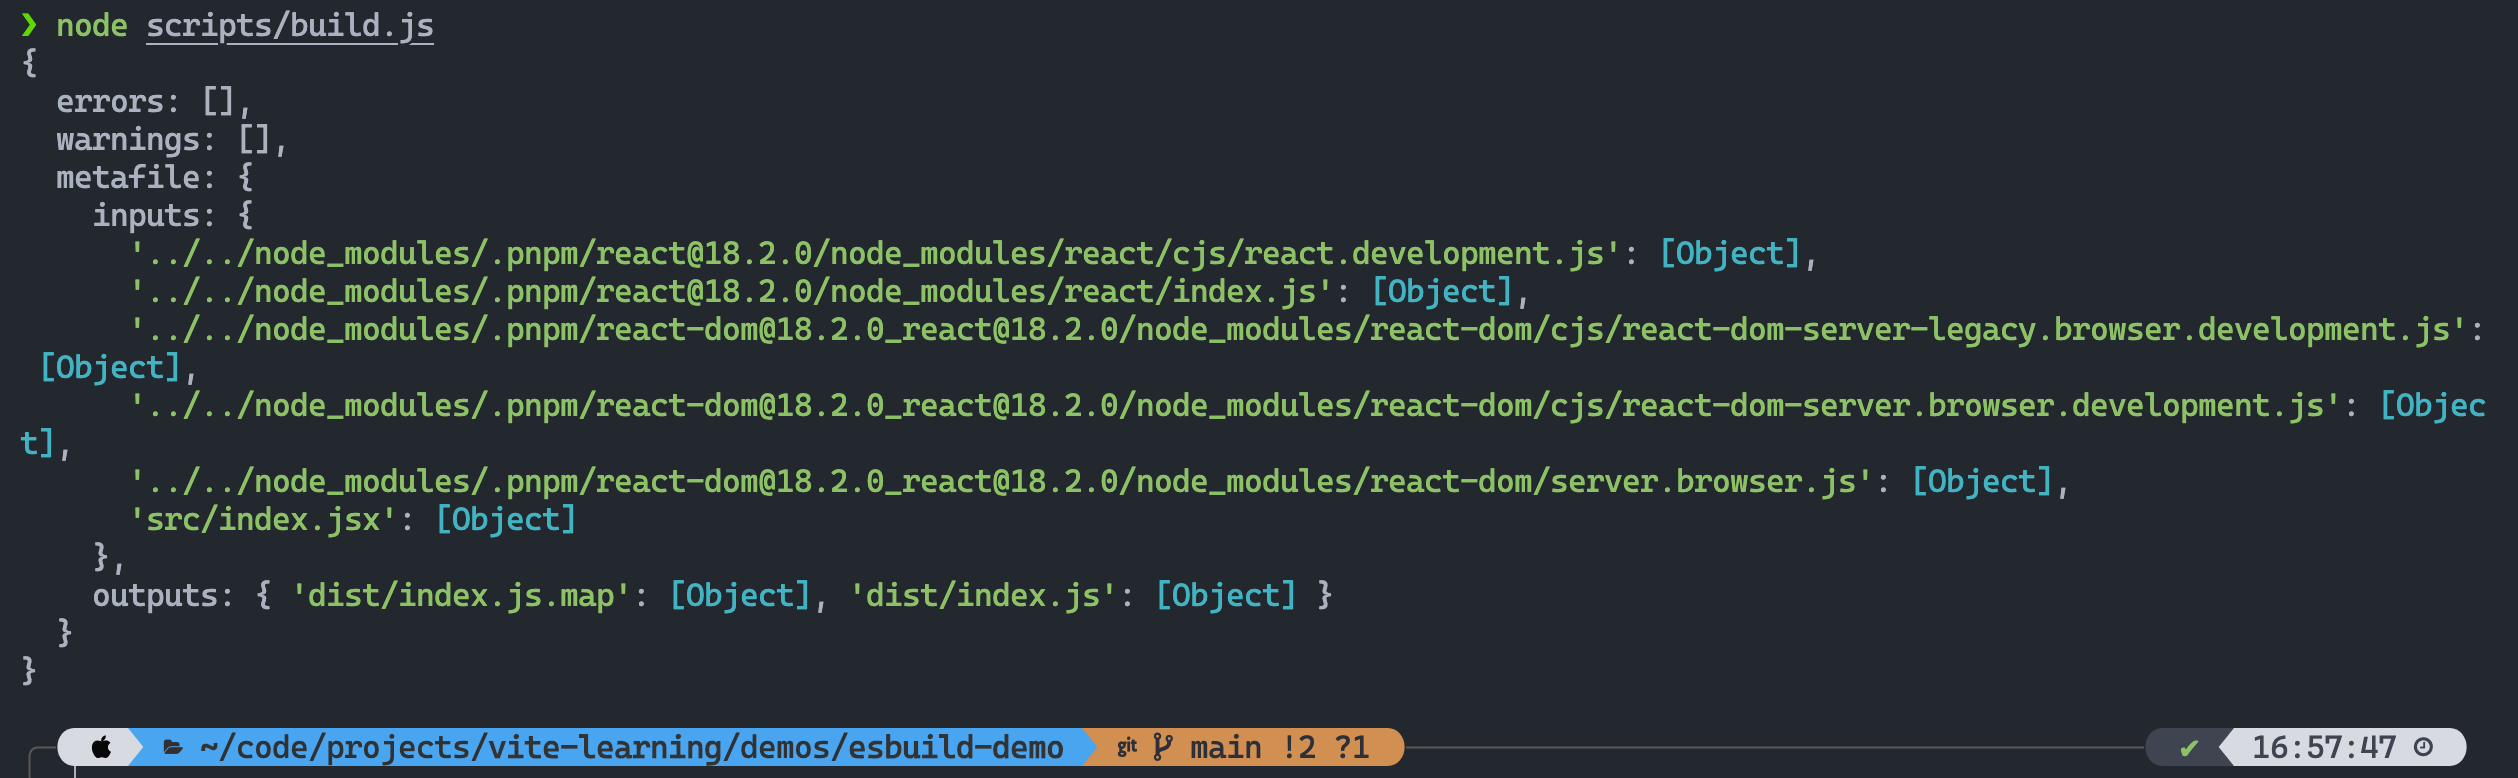 ❯ node scripts/build.js
{
  errors: [],
  warnings: [],
  metafile: {
    inputs: {
      '../../node_modules/.pnpm/react@18.2.0/node_modules/react/cjs/react.development.js': [Object],
      '../../node_modules/.pnpm/react@18.2.0/node_modules/react/index.js': [Object],
      '../../node_modules/.pnpm/react-dom@18.2.0_react@18.2.0/node_modules/react-dom/cjs/react-dom-server-legacy.browser.development.js':
 [Object],
      '../../node_modules/.pnpm/react-dom@18.2.0_react@18.2.0/node_modules/react-dom/cjs/react-dom-server.browser.development.js': [Objec
t],
      '../../node_modules/.pnpm/react-dom@18.2.0_react@18.2.0/node_modules/react-dom/server.browser.js': [Object],
      'src/index.jsx': [Object]
    },
    outputs: { 'dist/index.js.map': [Object], 'dist/index.js': [Object] }
  }
}
~/code/projects/vite-learning/demos/esbuild-demo git main !2 ?1 ✔ 16:57:47